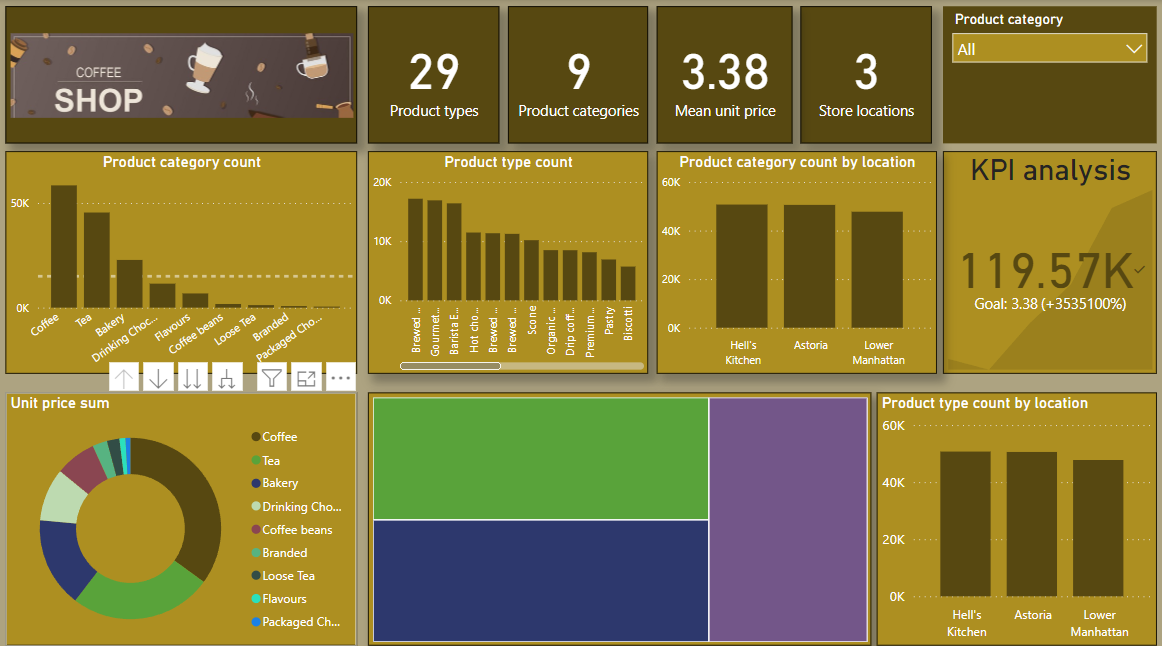 COFFEE
SHOP
29
Product types
9
Product categories
3.38
Mean unit price
3
Store locations
Product category
All
Product category count
50K
0K
Coffee
Tea
Bakery
Drinking Choc...
Flavours
Coffee beans
Loose Tea
Branded
Packaged Cho...
Product type count
20K
10K
0K
Brewed ...
Gourmet...
Barista E...
Hot cho...
Brewed ...
Brewed ...
Scone
Organic ...
Drip coff...
Premium...
Pastry
Biscotti
Product category count by location
60K
40K
20K
0K
Hell's
Kitchen
Astoria
Lower
Manhattan
KPI analysis
119.57K
Goal: 3.38 (+3535100%)
Unit price sum
Coffee
Tea
Bakery
Drinking Cho...
Coffee beans
Branded
Loose Tea
Flavours
Packaged Ch...
Product type count by location
60K
40K
20K
0K
Hell's
Kitchen
Astoria
Lower
Manhattan